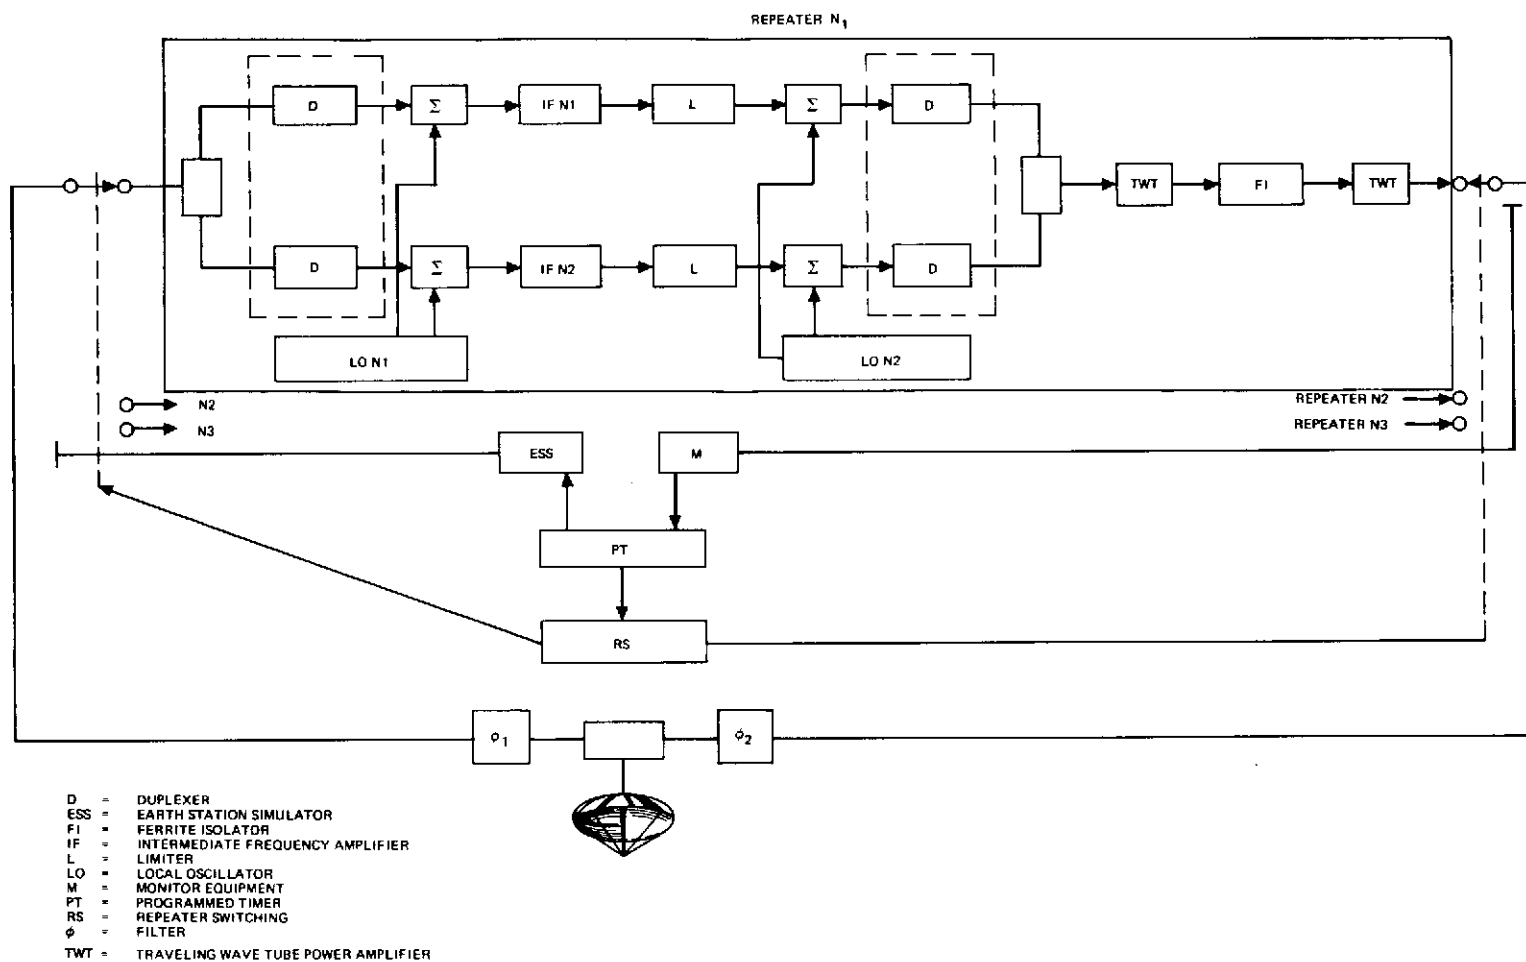 REPEATER N1
D
Σ
IF N1
L
Σ
D
TWT
FI
TWT
D
Σ
IF N2
L
Σ
D
LO N1
LO N2
N2
N3
REPEATER N2
REPEATER N3
ESS
M
PT
RS
φ1
φ2
D = DUPLEXER
ESS = EARTH STATION SIMULATOR
FI = FERRITE ISOLATOR
IF = INTERMEDIATE FREQUENCY AMPLIFIER
L = LIMITER
LO = LOCAL OSCILLATOR
M = MONITOR EQUIPMENT
PT = PROGRAMMED TIMER
RS = REPEATER SWITCHING
φ = FILTER
TWT = TRAVELING WAVE TUBE POWER AMPLIFIER